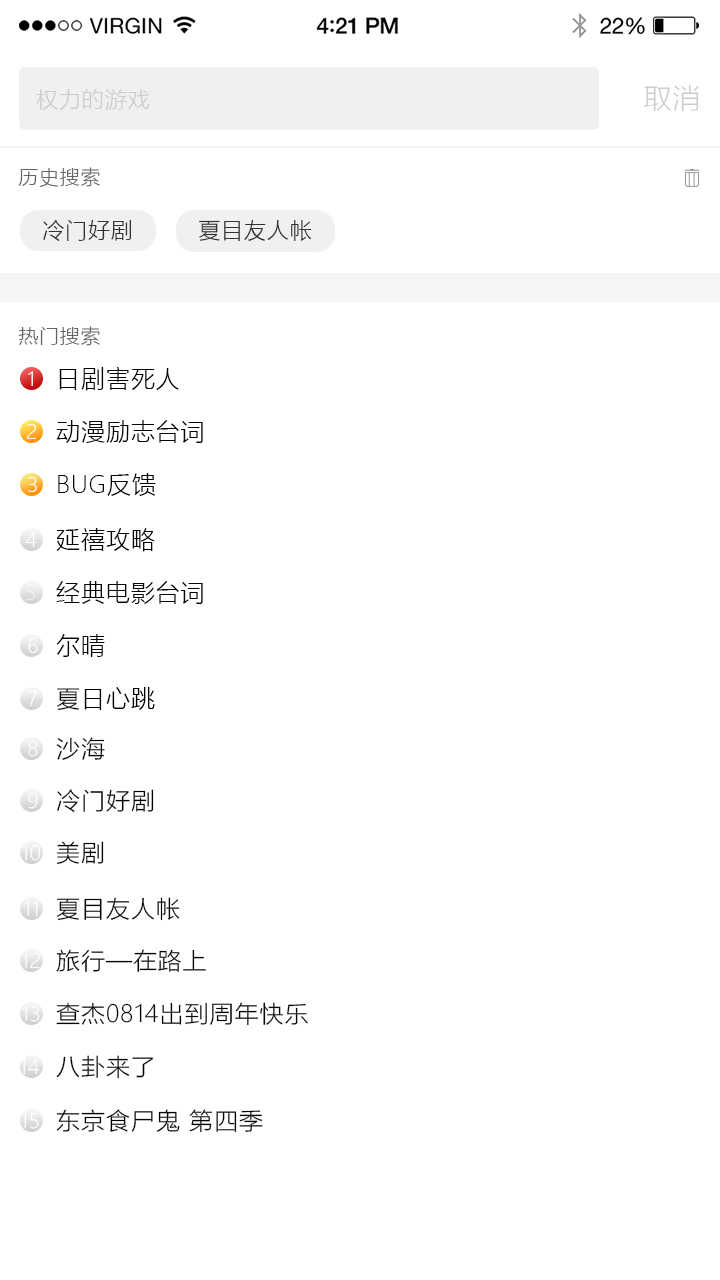 VIRGIN 4:21 PM 22%
权力的游戏 取消
历史搜索
冷门好剧 夏目友人帐
热门搜索
1 日剧害死人
2 动漫励志台词
3 BUG反馈
4 延禧攻略
5 经典电影台词
6 尔晴
7 夏日心跳
8 沙海
9 冷门好剧
10 美剧
11 夏目友人帐
12 旅行一在路上
13 查杰0814出到周年快乐
14 八卦来了
15 东京食尸鬼 第四季